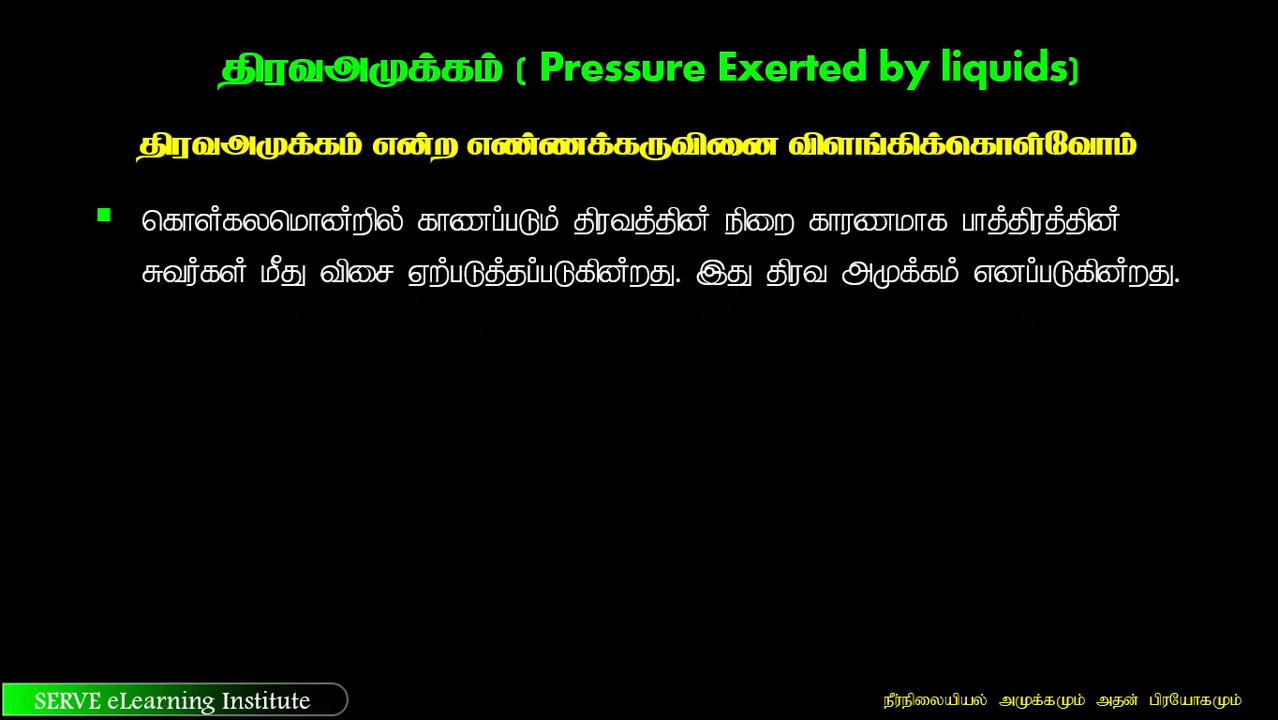 திரவஅமுக்கம் ( Pressure Exerted by liquids)
திரவஅமுக்கம் என்ற எண்ணக்கருவினை விளங்கிக்கொள்வோம்
கொள்கலமொன்றில் காணப்படும் திரவத்தின் நிறை காரணமாக பாத்திரத்தின்
சுவர்கள் மீது விசை ஏற்படுத்தப்படுகின்றது. இது திரவ அமுக்கம் எனப்படுகின்றது.
SERVE eLearning Institute
நீர்நிலையியல் அமுக்கமும் அதன் பிரயோகமும்